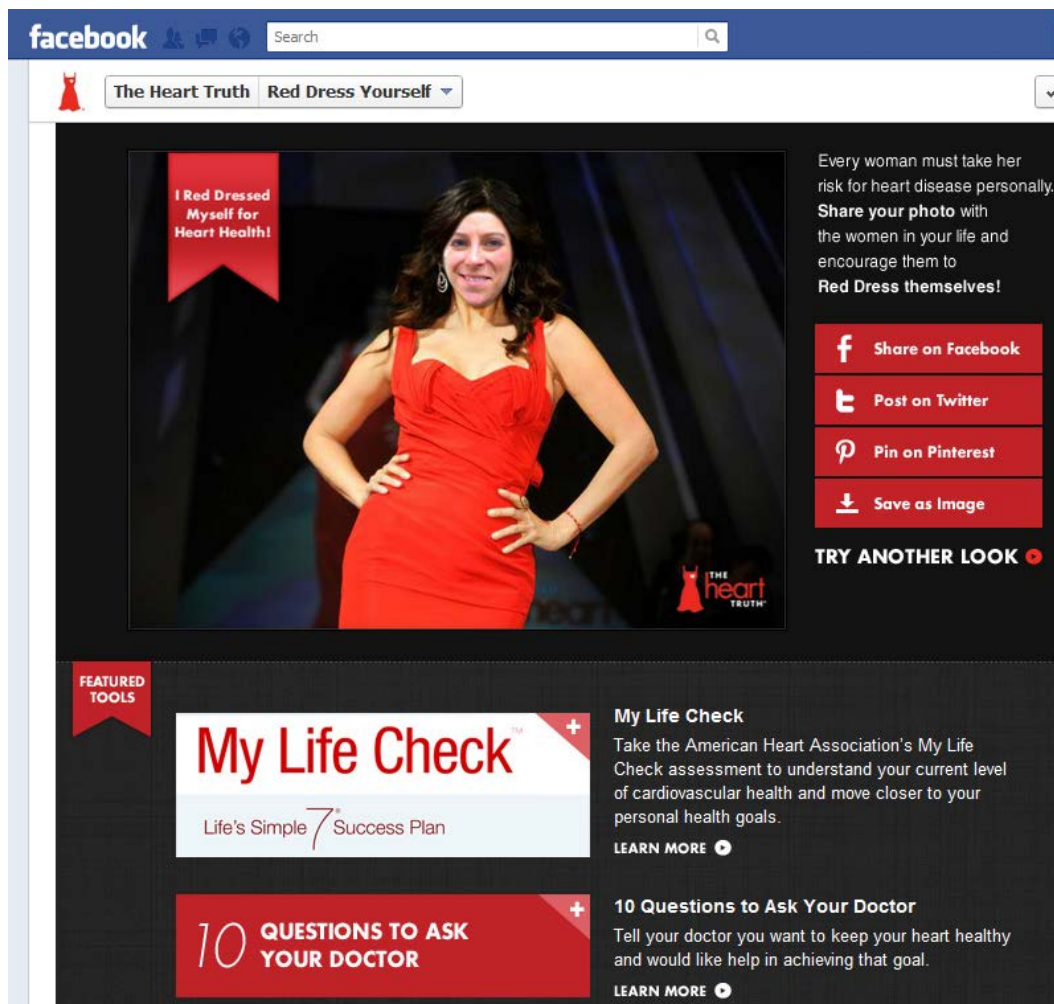 facebook
Search
The Heart Truth
Red Dress Yourself
I Red Dressed
Myself for
Heart Health!
Every woman must take her
risk for heart disease personally.
Share your photo with
the women in your life and
encourage them to
Red Dress themselves!
Share on Facebook
Post on Twitter
Pin on Pinterest
Save as Image
TRY ANOTHER LOOK
THE
heart
TRUTH
FEATURED
TOOLS
My Life Check™
Life's Simple 7® Success Plan
My Life Check
Take the American Heart Association's My Life
Check assessment to understand your current level
of cardiovascular health and move closer to your
personal health goals.
LEARN MORE
10 QUESTIONS TO ASK
YOUR DOCTOR
10 Questions to Ask Your Doctor
Tell your doctor you want to keep your heart healthy
and would like help in achieving that goal.
LEARN MORE